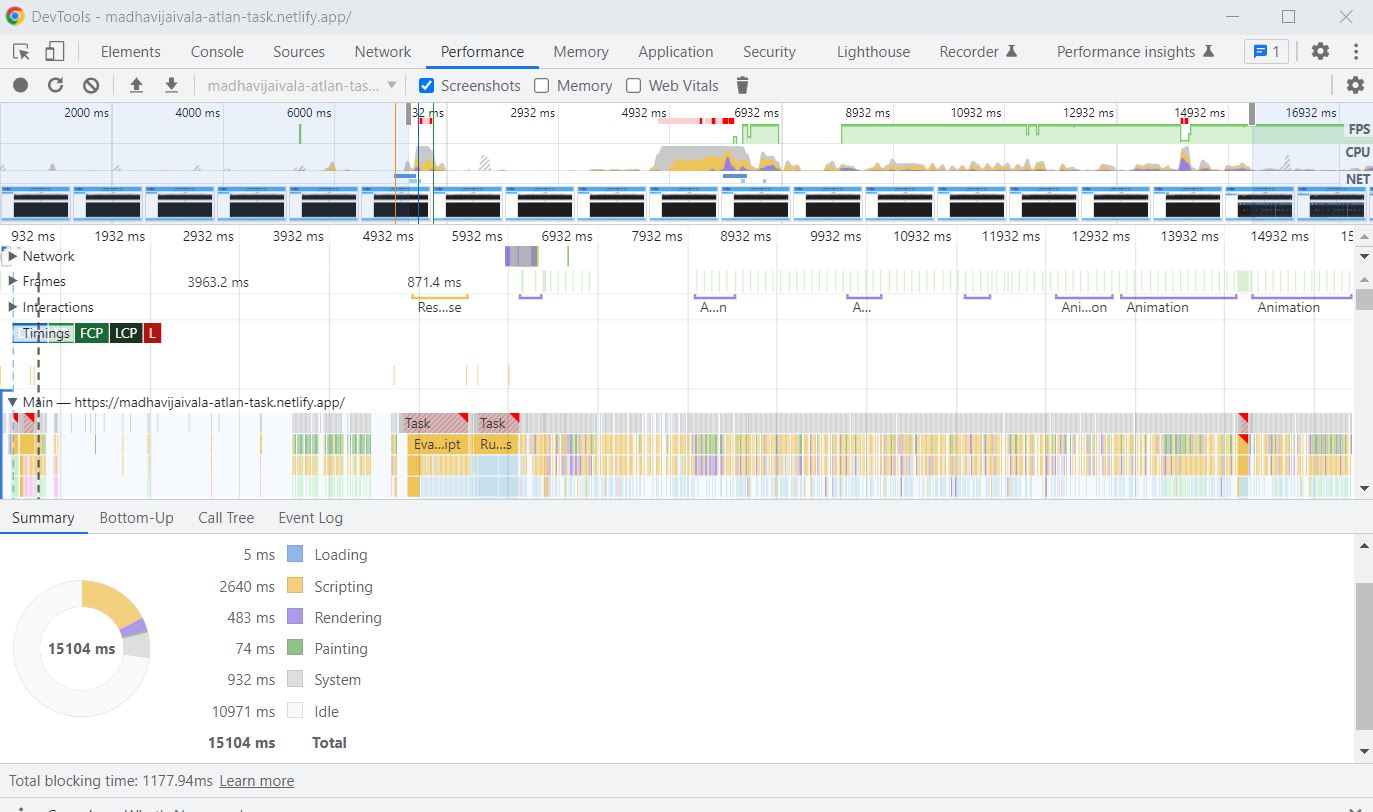 DevTools - madhavijaivala-atlan-task.netlify.app/
Elements Console Sources Network Performance Memory Application Security Lighthouse Recorder Performance insights 1
madhavijaivala-atlan-tas... Screenshots Memory Web Vitals
2000 ms 4000 ms 6000 ms 32 ms 2932 ms 4932 ms 6932 ms 8932 ms 10932 ms 12932 ms 14932 ms 16932 ms
FPS
CPU
NET
932 ms 1932 ms 2932 ms 3932 ms 4932 ms 5932 ms 6932 ms 7932 ms 8932 ms 9932 ms 10932 ms 11932 ms 12932 ms 13932 ms 14932 ms 15
Network
Frames 3963.2 ms 871.4 ms
Interactions Res...se A...n A... Ani...on Animation Animation
Timings FCP LCP L
Main — https://madhavijaivala-atlan-task.netlify.app/
Task Task
Eva...ipt Ru...s
Summary Bottom-Up Call Tree Event Log
5 ms Loading
2640 ms Scripting
483 ms Rendering
15104 ms
74 ms Painting
932 ms System
10971 ms Idle
15104 ms Total
Total blocking time: 1177.94ms Learn more